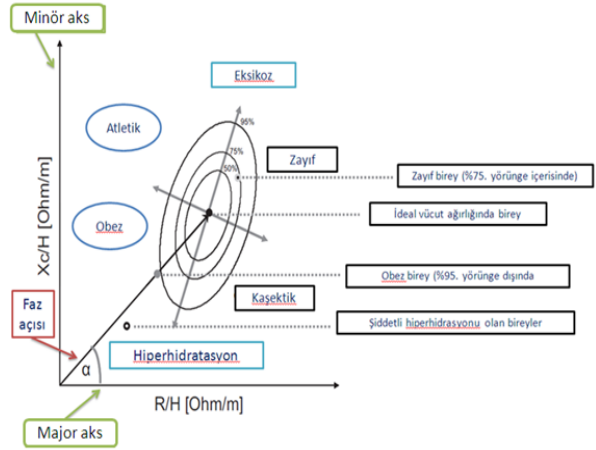 Minör aks
Eksikoz
Atletik
95%
75%
50%
Zayıf
Zayıf birey (%75. yörünge içerisinde)
İdeal vücut ağırlığında birey
Obez
Xc/H [Ohm/m]
Obez birey (%95. yörünge dışında
Kaşektik
Faz
açısı
Şiddetli hiperhidrasyonu olan bireyler
Hiperhidratasyon
α
R/H [Ohm/m]
Major aks